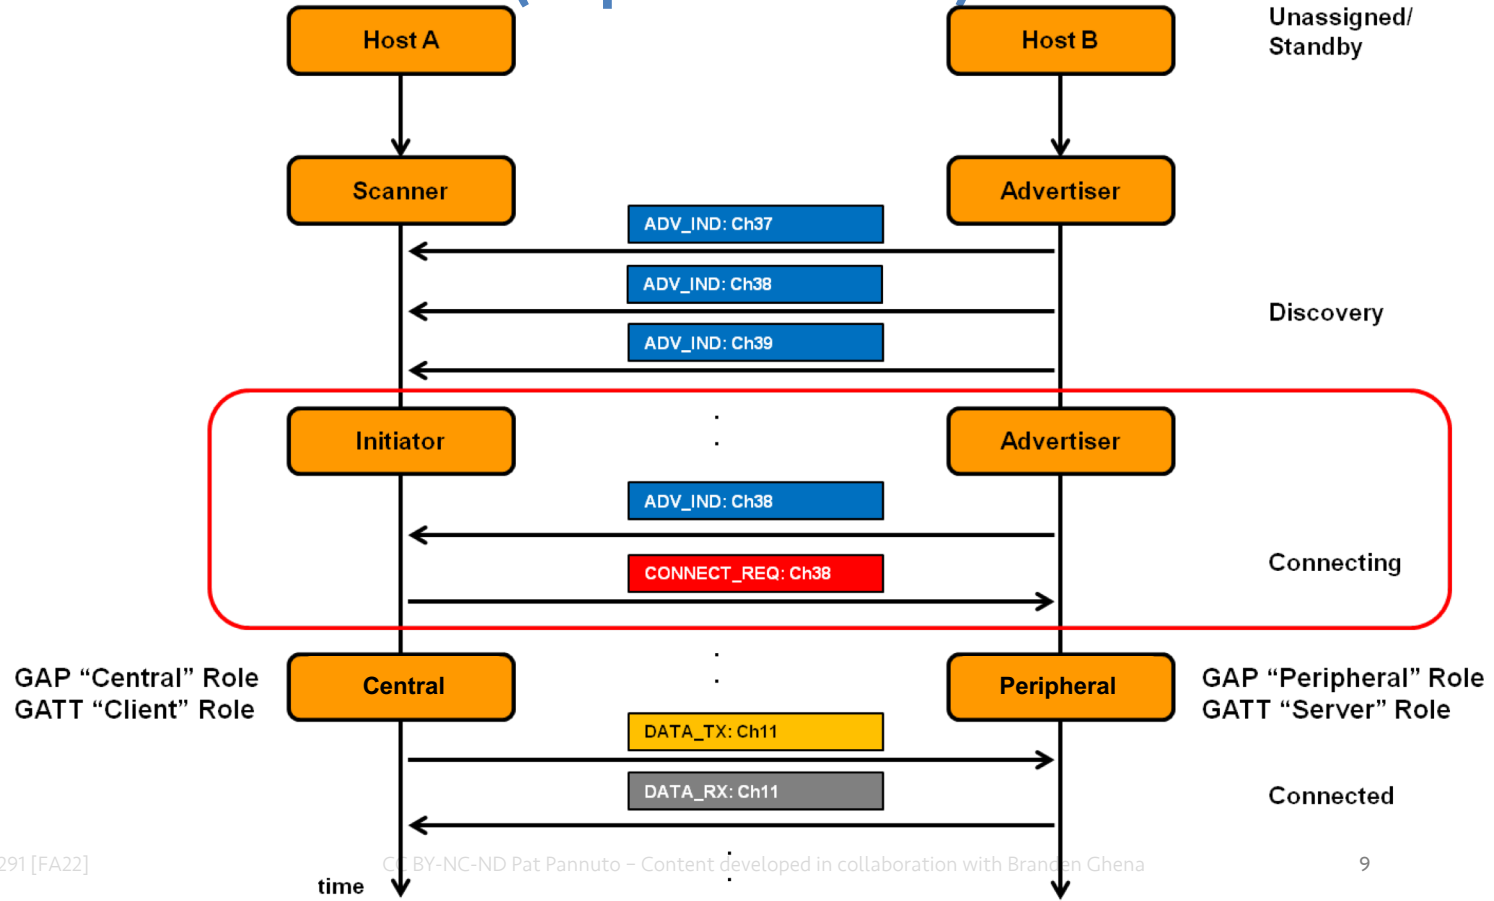 Host A
Host B
Unassigned/
Standby
Scanner
Advertiser
ADV_IND: Ch37
ADV_IND: Ch38
Discovery
ADV_IND: Ch39
Initiator
Advertiser
ADV_IND: Ch38
Connecting
CONNECT_REQ: Ch38
GAP “Central” Role
GATT “Client” Role
Central
Peripheral
GAP “Peripheral” Role
GATT “Server” Role
DATA_TX: Ch11
DATA_RX: Ch11
Connected
291 [FA22]
CC BY-NC-ND Pat Pannuto – Content developed in collaboration with Branden Ghena
9
time